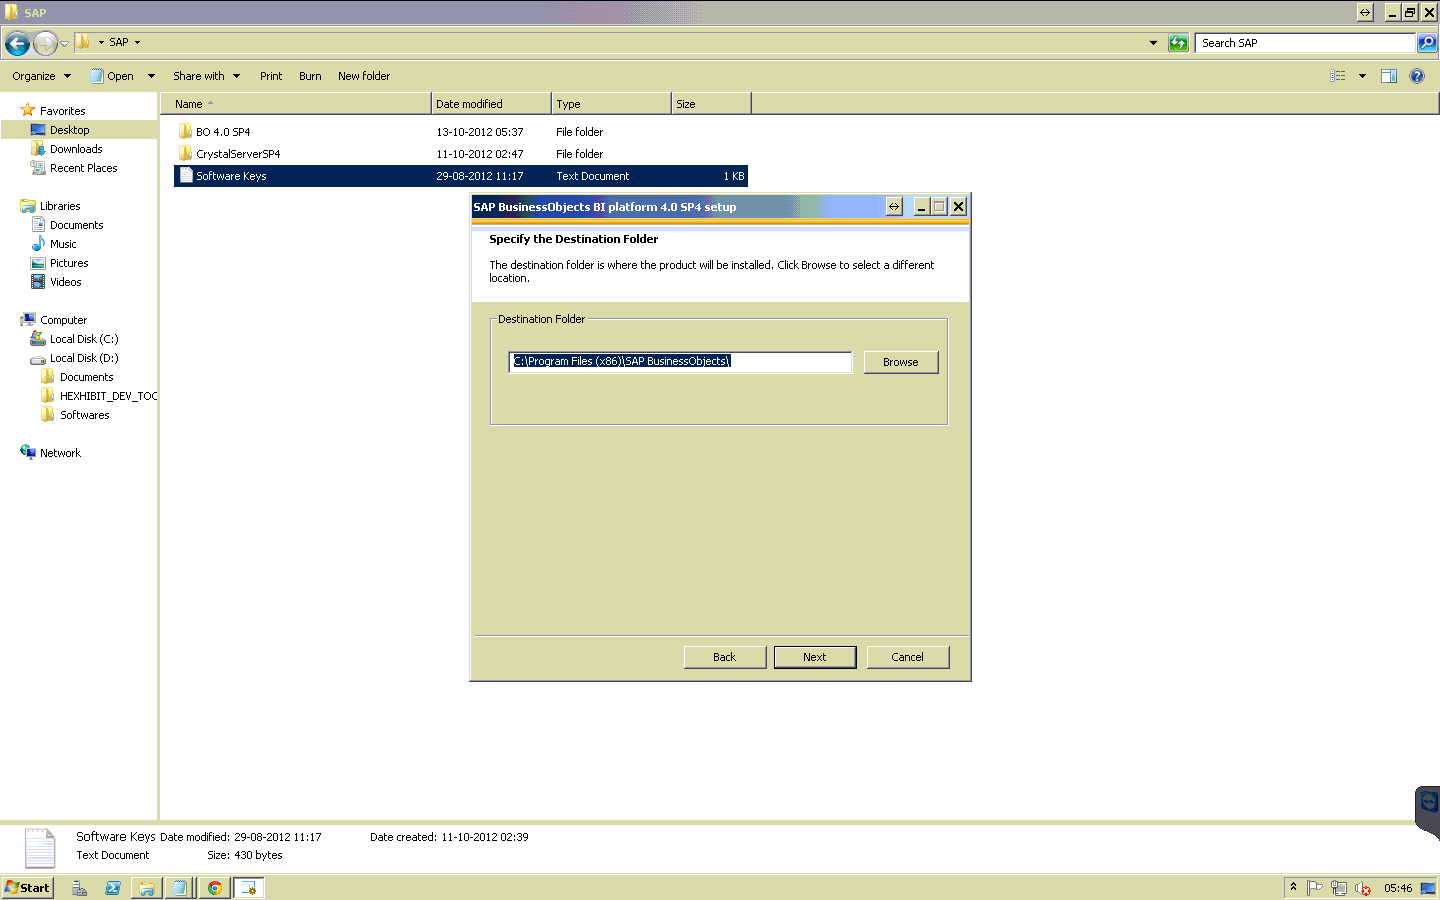 SAP
SAP
Search SAP
Organize
Open
Share with
Print
Burn
New folder
Favorites
Desktop
Downloads
Recent Places
Libraries
Documents
Music
Pictures
Videos
Computer
Local Disk (C:)
Local Disk (D:)
Documents
HEXHIBIT_DEV_TOC
Softwares
Network
Name Date modified Type Size
BO 4.0 SP4 13-10-2012 05:37 File folder
CrystalServerSP4 11-10-2012 02:47 File folder
Software Keys 29-08-2012 11:17 Text Document 1 KB
SAP BusinessObjects BI platform 4.0 SP4 setup
Specify the Destination Folder
The destination folder is where the product will be installed. Click Browse to select a different
location.
Destination Folder
C:\Program Files (x86)\SAP BusinessObjects\
Browse
Back
Next
Cancel
Software Keys Date modified: 29-08-2012 11:17 Date created: 11-10-2012 02:39
Text Document Size: 430 bytes
Start
05:46